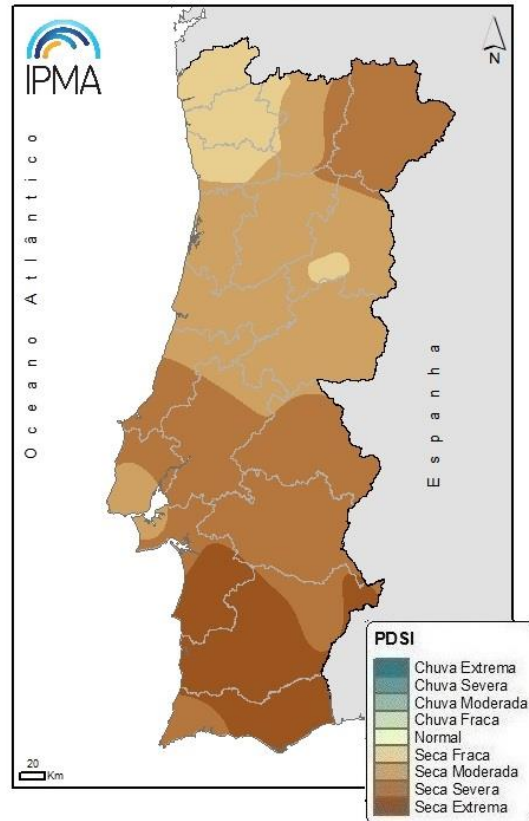 IPMA
N
Oceano Atlântico
Espanha
20
Km
PDSI
Chuva Extrema
Chuva Severa
Chuva Moderada
Chuva Fraca
Normal
Seca Fraca
Seca Moderada
Seca Severa
Seca Extrema